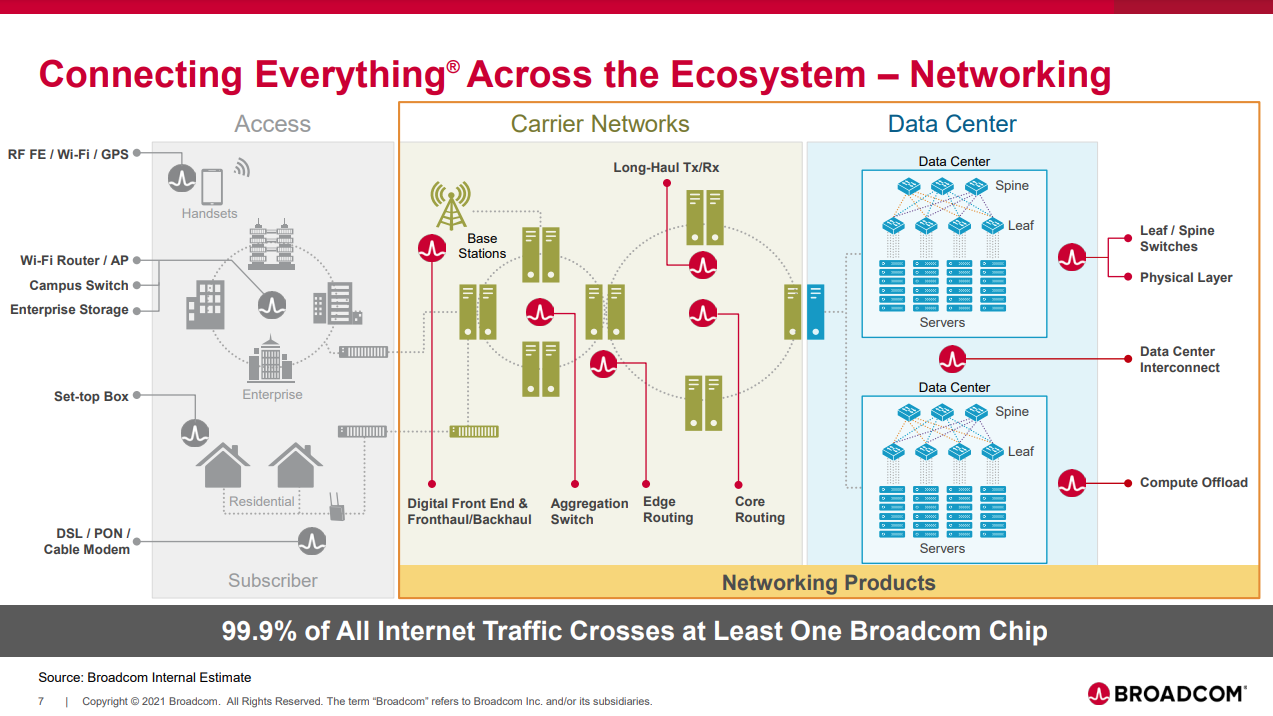 Connecting Everything® Across the Ecosystem – Networking
Access
Carrier Networks
Data Center
RF FE / Wi-Fi / GPS
Handsets
Wi-Fi Router / AP
Campus Switch
Enterprise Storage
Enterprise
Set-top Box
Residential
DSL / PON /
Cable Modem
Subscriber
Long-Haul Tx/Rx
Base
Stations
Digital Front End &
Fronthaul/Backhaul
Aggregation
Switch
Edge
Routing
Core
Routing
Data Center
Spine
Leaf
Servers
Data Center
Spine
Leaf
Servers
Leaf / Spine
Switches
Physical Layer
Data Center
Interconnect
Compute Offload
Networking Products
99.9% of All Internet Traffic Crosses at Least One Broadcom Chip
Source: Broadcom Internal Estimate
7 | Copyright © 2021 Broadcom. All Rights Reserved. The term “Broadcom” refers to Broadcom Inc. and/or its subsidiaries.
BROADCOM®